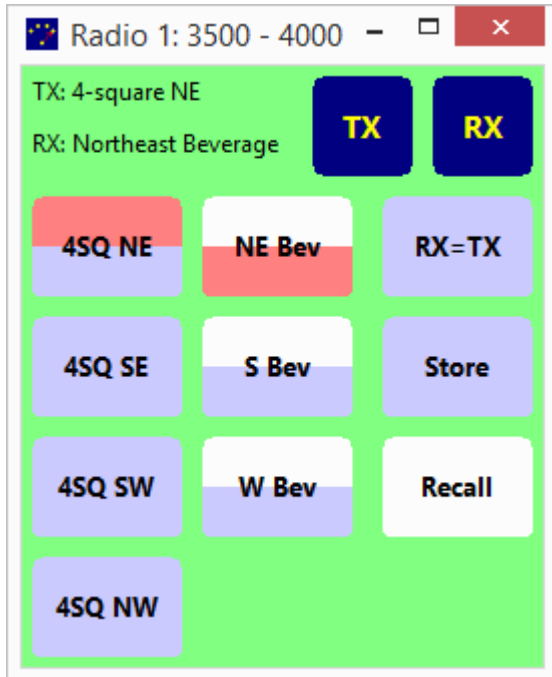 Radio 1: 3500 - 4000
TX: 4-square NE
TX RX
RX: Northeast Beverage
4SQ NE NE Bev RX=TX
4SQ SE S Bev Store
4SQ SW W Bev Recall
4SQ NW